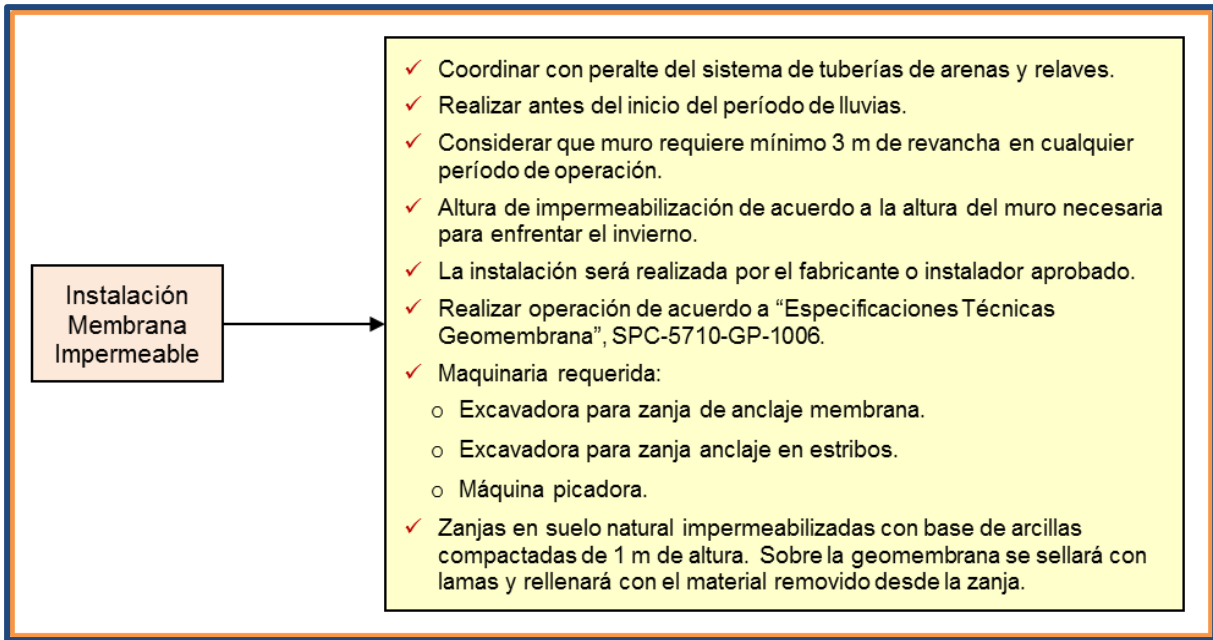 Instalación
Membrana
Impermeable
✓ Coordinar con peralte del sistema de tuberías de arenas y relaves.
✓ Realizar antes del inicio del período de lluvias.
✓ Considerar que muro requiere mínimo 3 m de revancha en cualquier
período de operación.
✓ Altura de impermeabilización de acuerdo a la altura del muro necesaria
para enfrentar el invierno.
✓ La instalación será realizada por el fabricante o instalador aprobado.
✓ Realizar operación de acuerdo a “Especificaciones Técnicas
Geomembrana”, SPC-5710-GP-1006.
✓ Maquinaria requerida:
o Excavadora para zanja de anclaje membrana.
o Excavadora para zanja anclaje en estribos.
o Máquina picadora.
✓ Zanjas en suelo natural impermeabilizadas con base de arcillas
compactadas de 1 m de altura. Sobre la geomembrana se sellará con
lamas y rellenará con el material removido desde la zanja.